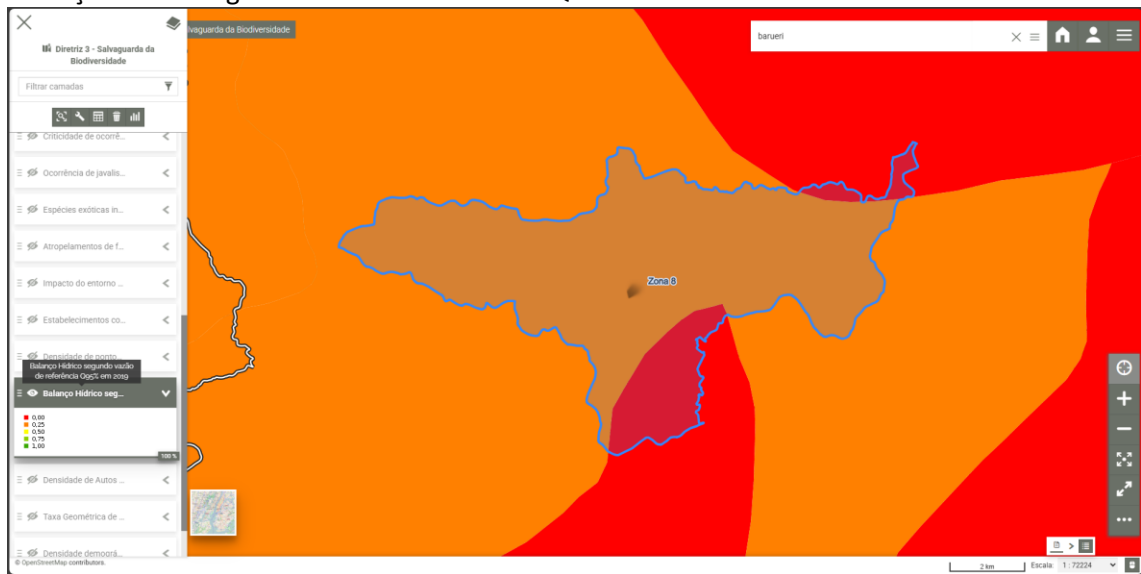 lvaguarda da Biodiversidade
barueri
Diretriz 3 - Salvaguarda da
Biodiversidade
Filtrar camadas
Criticidade de ocorrê...
Ocorrência de javalis...
Espécies exóticas in...
Atropelamentos de f...
Impacto do entorno ...
Estabelecimentos co...
Densidade de ponto...
Balanço Hídrico segundo vazão
de referência Q95% em 2019
Balanço Hídrico seg...
0,00
0,25
0,50
0,75
1,00
100 %
Densidade de Autos ...
Taxa Geométrica de ...
Densidade demográ...
Zona 8
© OpenStreetMap contributors.
2 km
Escala: 1 : 72224